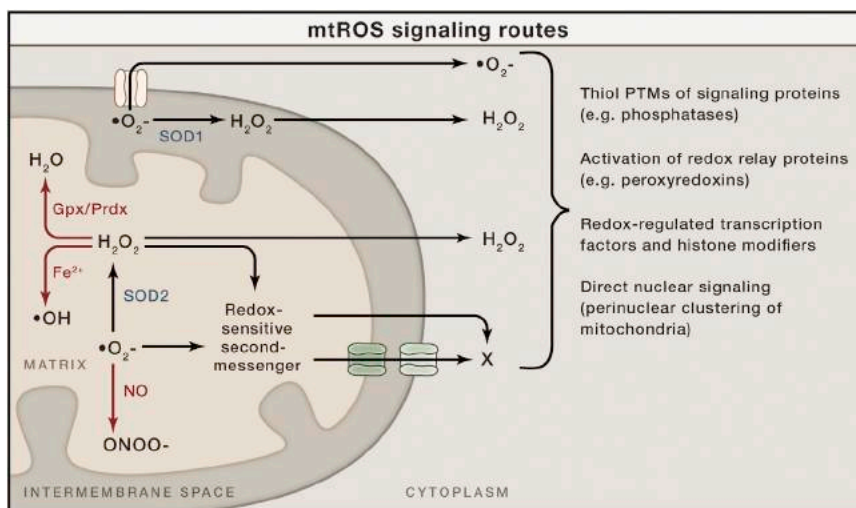 mtROS signaling routes
•O₂-
Thiol PTMs of signaling proteins
(e.g. phosphatases)
•O₂-
SOD1
H₂O₂
H₂O₂
H₂O
Activation of redox relay proteins
(e.g. peroxyredoxins)
Gpx/Prdx
H₂O₂
H₂O₂
Redox-regulated transcription
factors and histone modifiers
Fe²⁺
SOD2
•OH
Redox-
sensitive
second-
messenger
Direct nuclear signaling
(perinuclear clustering of
mitochondria)
•O₂-
MATRIX
X
NO
ONOO-
INTERMEMBRANE SPACE
CYTOPLASM